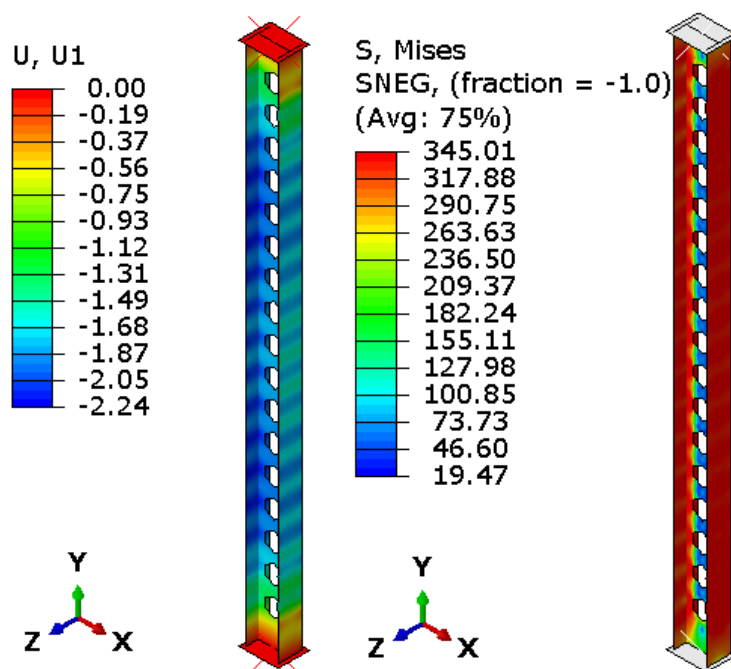 U, U1
0.00
-0.19
-0.37
-0.56
-0.75
-0.93
-1.12
-1.31
-1.49
-1.68
-1.87
-2.05
-2.24
Y
Z
X
S, Mises
SNEG, (fraction = -1.0)
(Avg: 75%)
345.01
317.88
290.75
263.63
236.50
209.37
182.24
155.11
127.98
100.85
73.73
46.60
19.47
Y
Z
X